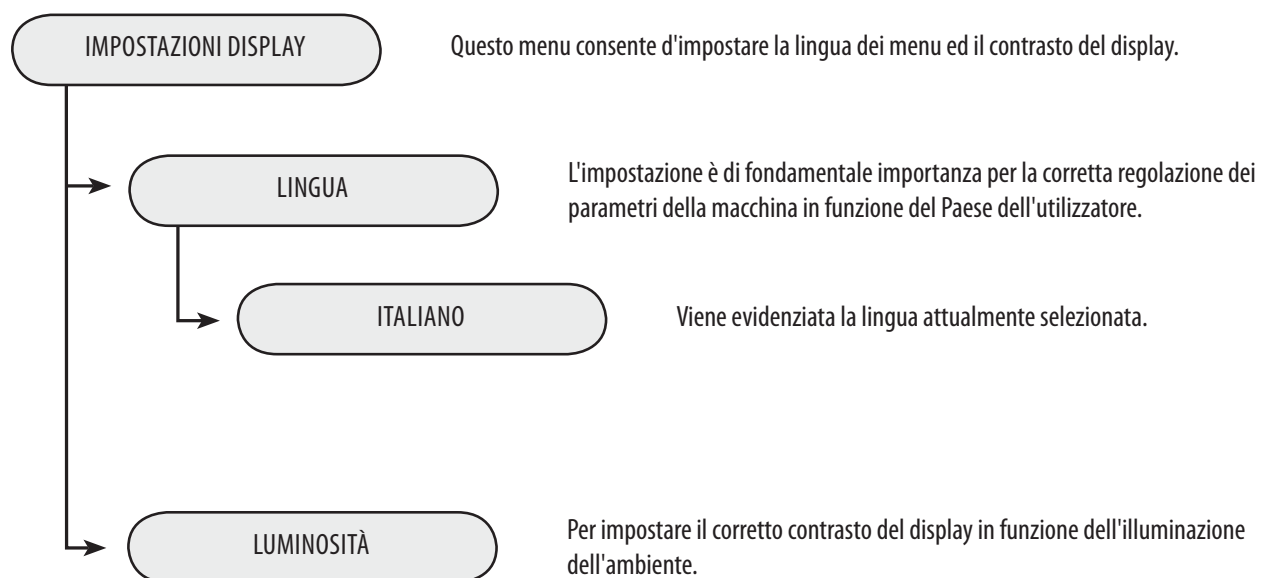 IMPOSTAZIONI DISPLAY
Questo menu consente d'impostare la lingua dei menu ed il contrasto del display.
LINGUA
L'impostazione è di fondamentale importanza per la corretta regolazione dei
parametri della macchina in funzione del Paese dell'utilizzatore.
ITALIANO
Viene evidenziata la lingua attualmente selezionata.
LUMINOSITÀ
Per impostare il corretto contrasto del display in funzione dell'illuminazione
dell'ambiente.